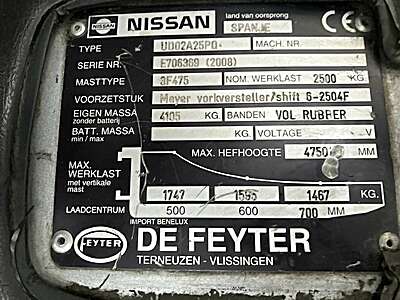 NISSAN land van oorsprong SPANJE CE
TYPE U1D2A25PQ MACH. NR.
SERIE NR. E706369 (2008)
MASTTYPE 3F475 NOM. WERKLAST 2500 KG.
VOORZETSTUK Meyer vorkversteller/shift 6-2504F
EIGEN MASSA zonder batterij 4105 KG. BANDEN VOL RUBBER
BATT. MASSA min / max KG. VOLTAGE V
MAX. HEFHOOGTE 4750 MM
MAX. WERKLAST met vertikale mast 1747 1595 1467 KG.
LAADCENTRUM 500 600 700 MM
IMPORT BENELUX
FEYTER DE FEYTER
TERNEUZEN - VLISSINGEN